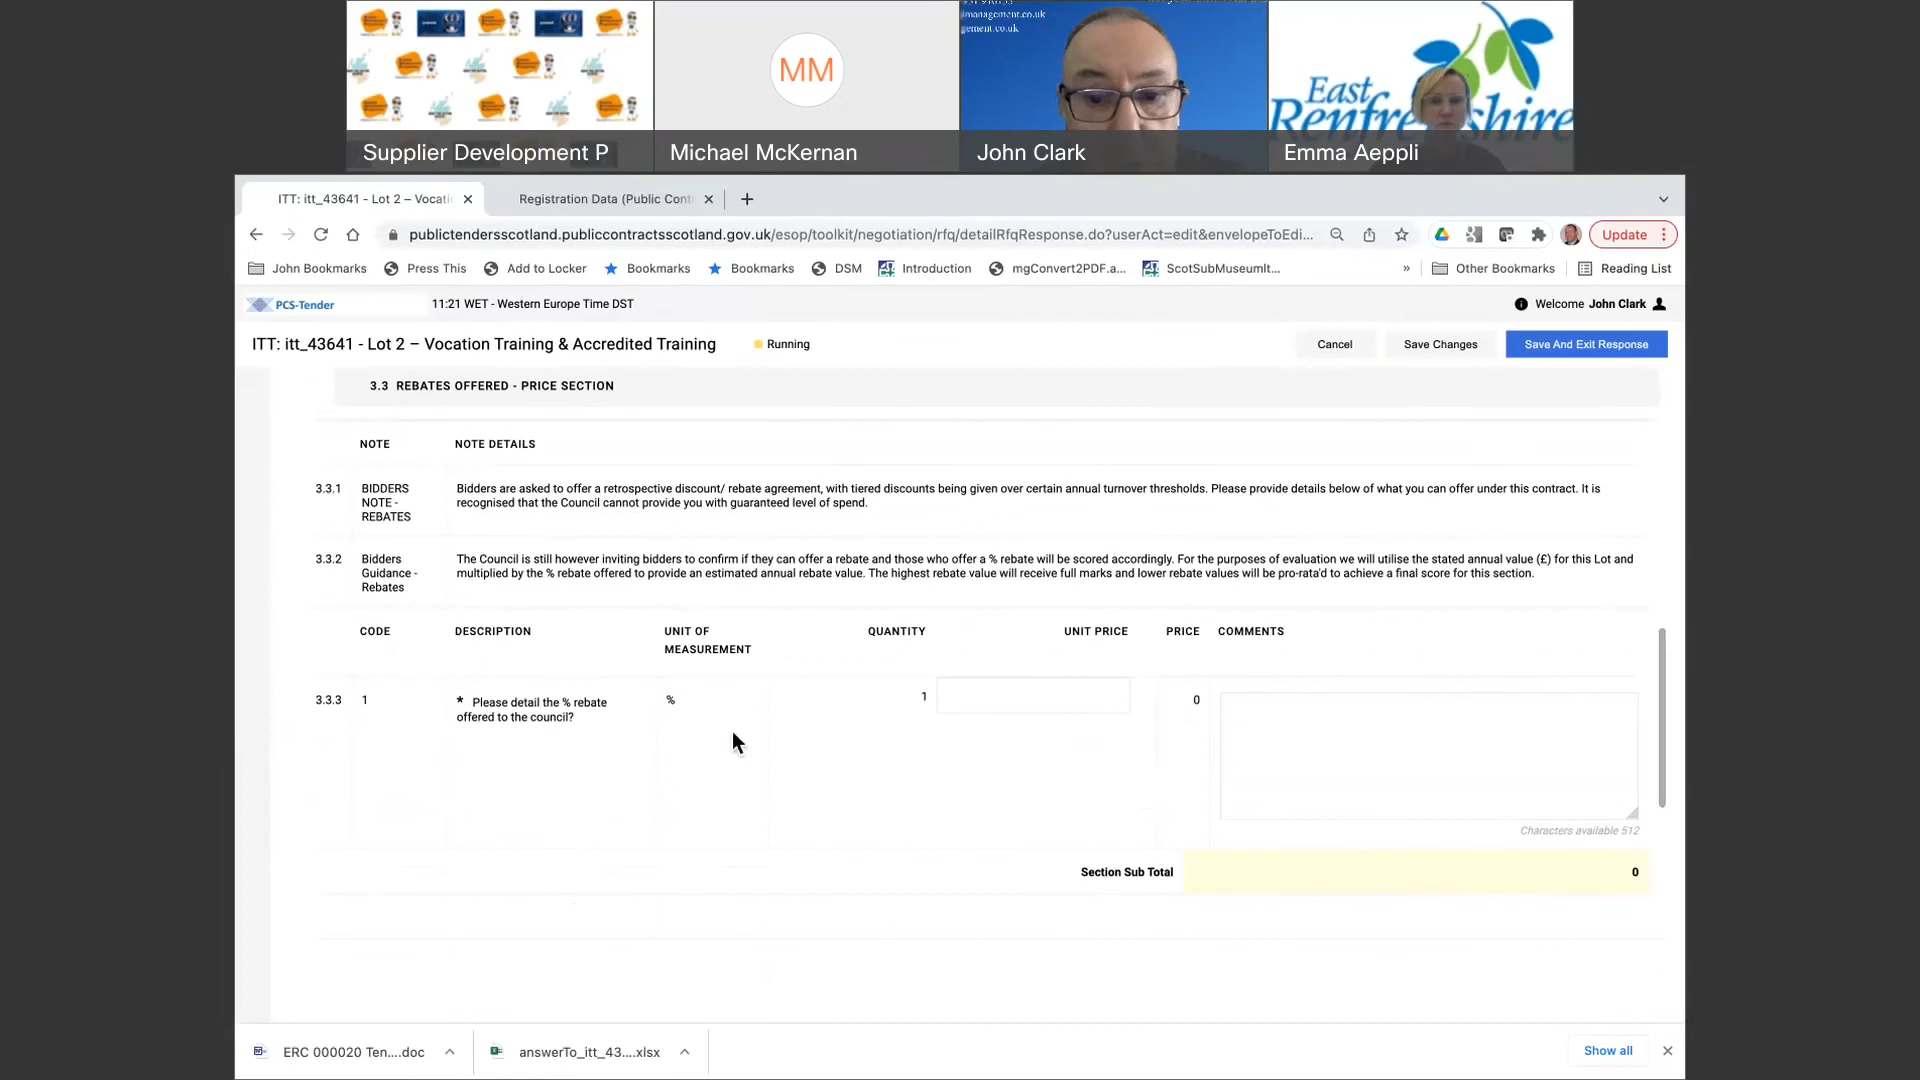 management.co.uk
gement.co.uk
MM
East
Renfrewshire
Supplier Development P
Michael McKernan
John Clark
Emma Aeppli
ITT: itt_43641 - Lot 2 – Vocati
Registration Data (Public Cont
publictendersscotland.publiccontractsscotland.gov.uk/esop/toolkit/negotiation/rfq/detailRfqResponse.do?userAct=edit&envelopeToEdi...
Update
John Bookmarks
Press This
Add to Locker
Bookmarks
Bookmarks
DSM
Introduction
mgConvert2PDF.a...
ScotSubMuseumIt...
»
Other Bookmarks
Reading List
PCS-Tender
11:21 WET - Western Europe Time DST
Welcome John Clark
ITT: itt_43641 - Lot 2 – Vocation Training & Accredited Training
Running
Cancel
Save Changes
Save And Exit Response
3.3 REBATES OFFERED - PRICE SECTION
NOTE
NOTE DETAILS
3.3.1
BIDDERS
NOTE -
REBATES
Bidders are asked to offer a retrospective discount/ rebate agreement, with tiered discounts being given over certain annual turnover thresholds. Please provide details below of what you can offer under this contract. It is
recognised that the Council cannot provide you with guaranteed level of spend.
3.3.2
Bidders
Guidance -
Rebates
The Council is still however inviting bidders to confirm if they can offer a rebate and those who offer a % rebate will be scored accordingly. For the purposes of evaluation we will utilise the stated annual value (£) for this Lot and
multiplied by the % rebate offered to provide an estimated annual rebate value. The highest rebate value will receive full marks and lower rebate values will be pro-rata'd to achieve a final score for this section.
CODE
DESCRIPTION
UNIT OF
MEASUREMENT
QUANTITY
UNIT PRICE
PRICE
COMMENTS
3.3.3
1
* Please detail the % rebate
offered to the council?
%
1
0
Characters available 512
Section Sub Total
0
ERC 000020 Ten....doc
answerTo_itt_43....xlsx
Show all